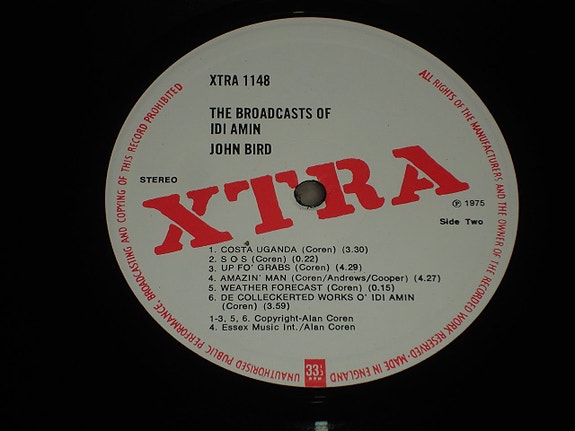 XTRA 1148
THE BROADCASTS OF
IDI AMIN
JOHN BIRD
STEREO
XTRA
℗ 1975
Side Two
1. COSTA UGANDA (Coren) (3.30)
2. S O S (Coren) (0.22)
3. UP FO' GRABS (Coren) (4.29)
4. AMAZIN' MAN (Coren/Andrews/Cooper) (4.27)
5. WEATHER FORECAST (Coren) (0.15)
6. DE COLLECKERTED WORKS O' IDI AMIN
(Coren) (3.59)
1-3, 5, 6. Copyright-Alan Coren
4. Essex Music Int./Alan Coren
33⅓
ALL RIGHTS OF THE MANUFACTURERS AND THE OWNER OF THE RECORDED WORK RESERVED - MADE IN ENGLAND
UNAUTHORISED PUBLIC PERFORMANCE, BROADCASTING AND COPYING OF THIS RECORD PROHIBITED